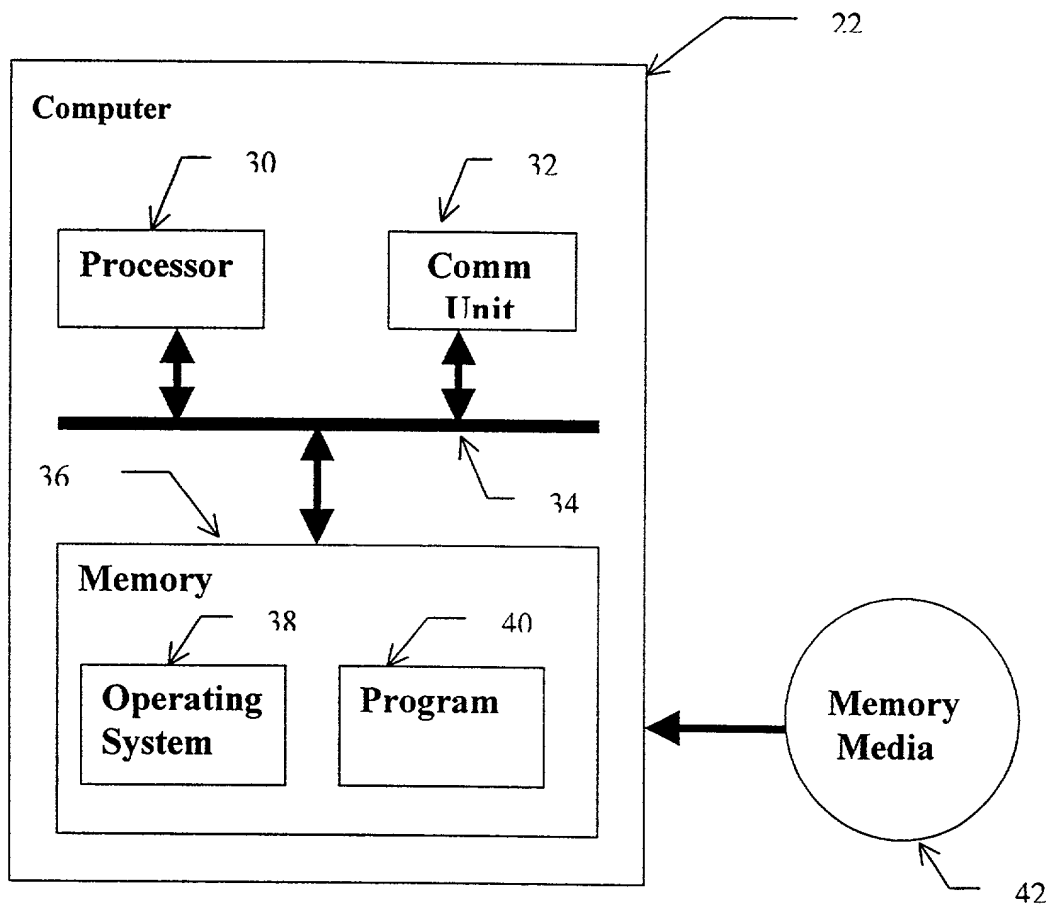 22
Computer
30
32
Processor
Comm
Unit
36
34
Memory
38
40
Operating
System
Program
Memory
Media
42